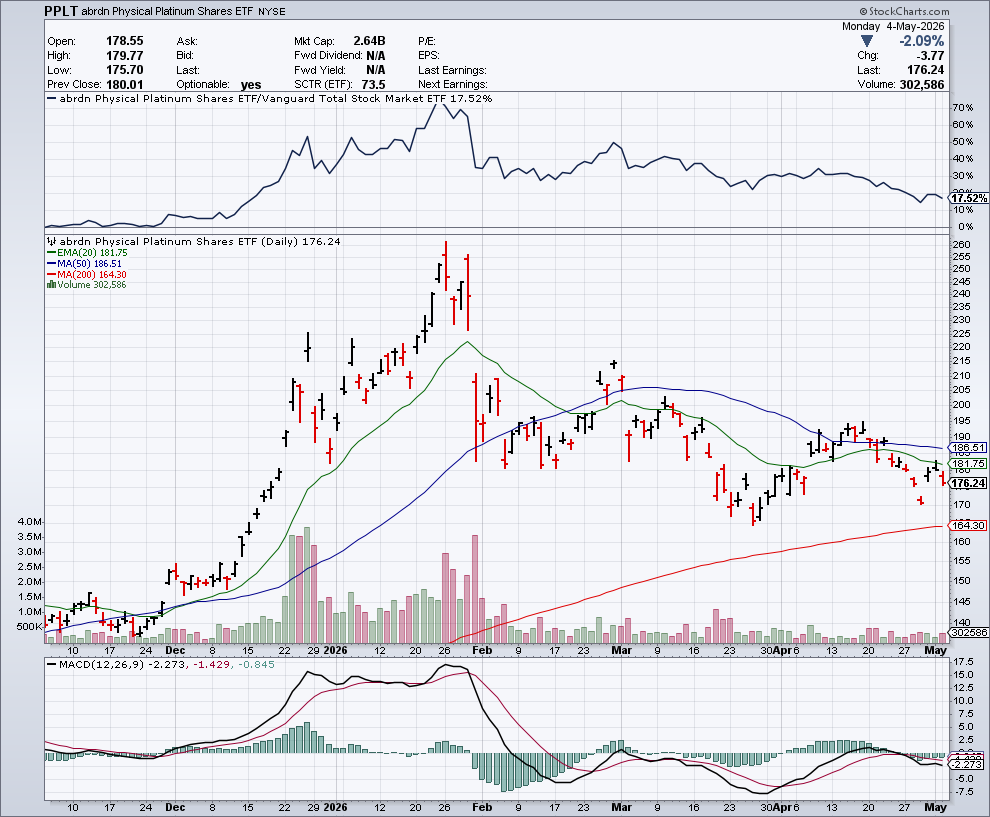 PPLT abrdn Physical Platinum Shares ETF NYSE © StockCharts.com
Monday 4-May-2026
Open: 178.55 Ask: Mkt Cap: 2.64B P/E: -2.09%
High: 179.77 Bid: Fwd Dividend: N/A EPS: Chg: -3.77
Low: 175.70 Last: Fwd Yield: N/A Last Earnings: Last: 176.24
Prev Close: 180.01 Optionable: yes SCTR (ETF): 73.5 Next Earnings: Volume: 302,586
abrdn Physical Platinum Shares ETF/Vanguard Total Stock Market ETF 17.52%
70%
60%
50%
40%
30%
20%
17.52%
10%
0%
abrdn Physical Platinum Shares ETF (Daily) 176.24
EMA(20) 181.75
MA(50) 186.51
MA(200) 164.30
Volume 302,586
260
255
250
245
240
235
230
225
220
215
210
205
200
195
190
186.51
185
181.75
180
176.24
170
164.30
160
155
150
145
140
302586
4.0M
3.5M
3.0M
2.5M
2.0M
1.5M
1.0M
500K
10 17 24 Dec 8 15 22 29 2026 12 20 26 Feb 9 17 23 Mar 9 16 23 30 Apr 6 13 20 27 May
MACD(12,26,9) -2.273, -1.429, -0.845
17.5
15.0
12.5
10.0
7.5
5.0
2.5
-2.273
-5.0
-7.5
10 17 24 Dec 8 15 22 29 2026 12 20 26 Feb 9 17 23 Mar 9 16 23 30 Apr 6 13 20 27 May